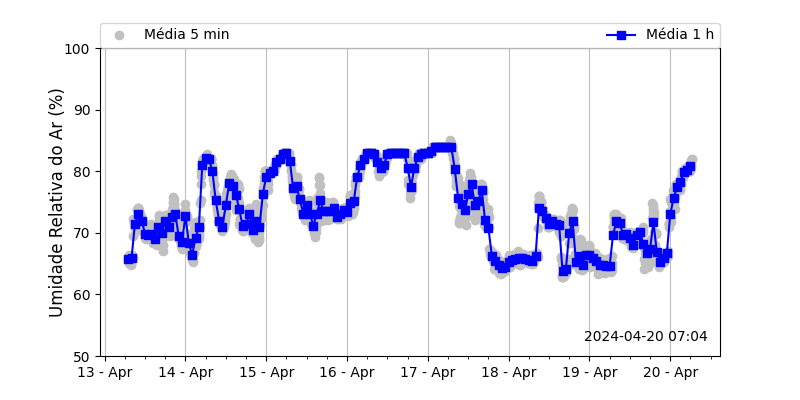 Média 5 min
Média 1 h
Umidade Relativa do Ar (%)
100
90
80
70
60
50
2024-04-20 07:04
13 - Apr
14 - Apr
15 - Apr
16 - Apr
17 - Apr
18 - Apr
19 - Apr
20 - Apr